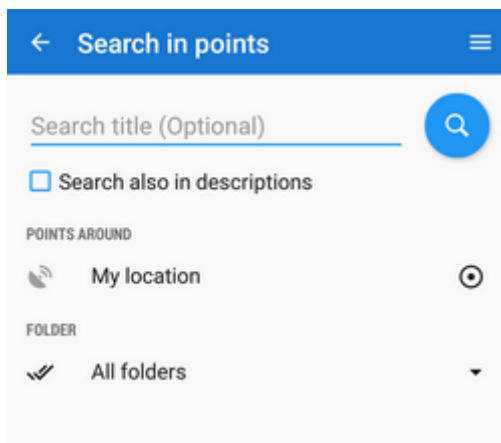 Search in points
Search title (Optional)
Search also in descriptions
POINTS AROUND
My location
FOLDER
All folders